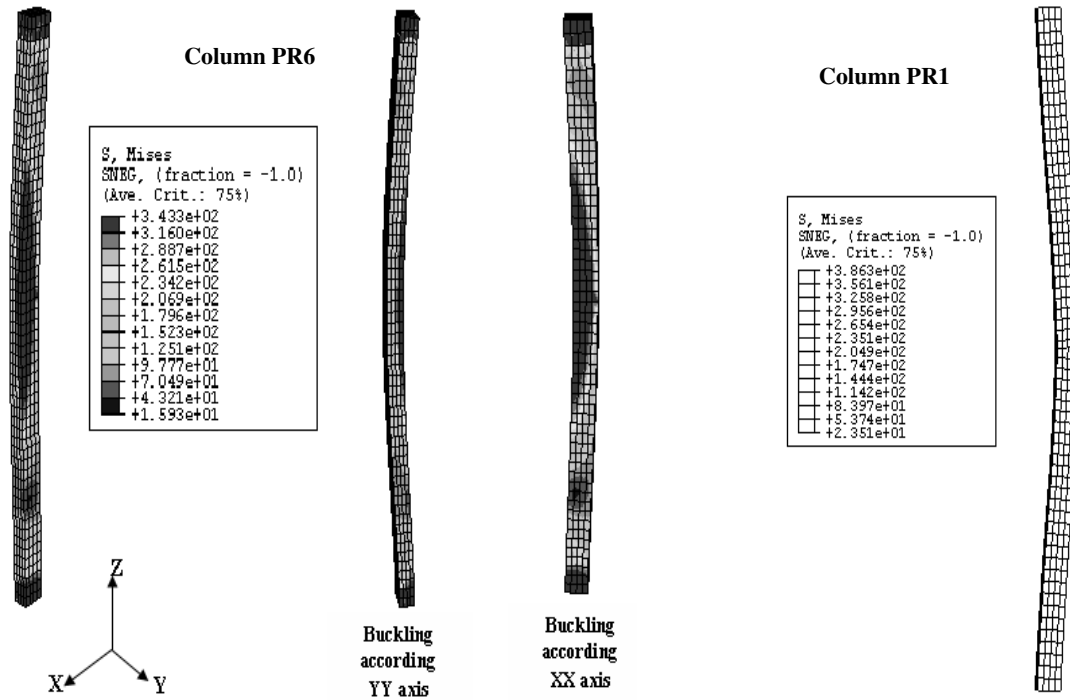 Column PR6
S, Mises
SNEG, (fraction = -1.0)
(Ave. Crit.: 75%)
+3.433e+02
+3.160e+02
+2.887e+02
+2.615e+02
+2.342e+02
+2.069e+02
+1.796e+02
+1.523e+02
+1.251e+02
+9.777e+01
+7.049e+01
+4.321e+01
+1.593e+01
Z
X
Y
Buckling
according
YY axis
Buckling
according
XX axis
Column PR1
S, Mises
SNEG, (fraction = -1.0)
(Ave. Crit.: 75%)
+3.863e+02
+3.561e+02
+3.258e+02
+2.956e+02
+2.654e+02
+2.351e+02
+2.049e+02
+1.747e+02
+1.444e+02
+1.142e+02
+8.397e+01
+5.374e+01
+2.351e+01